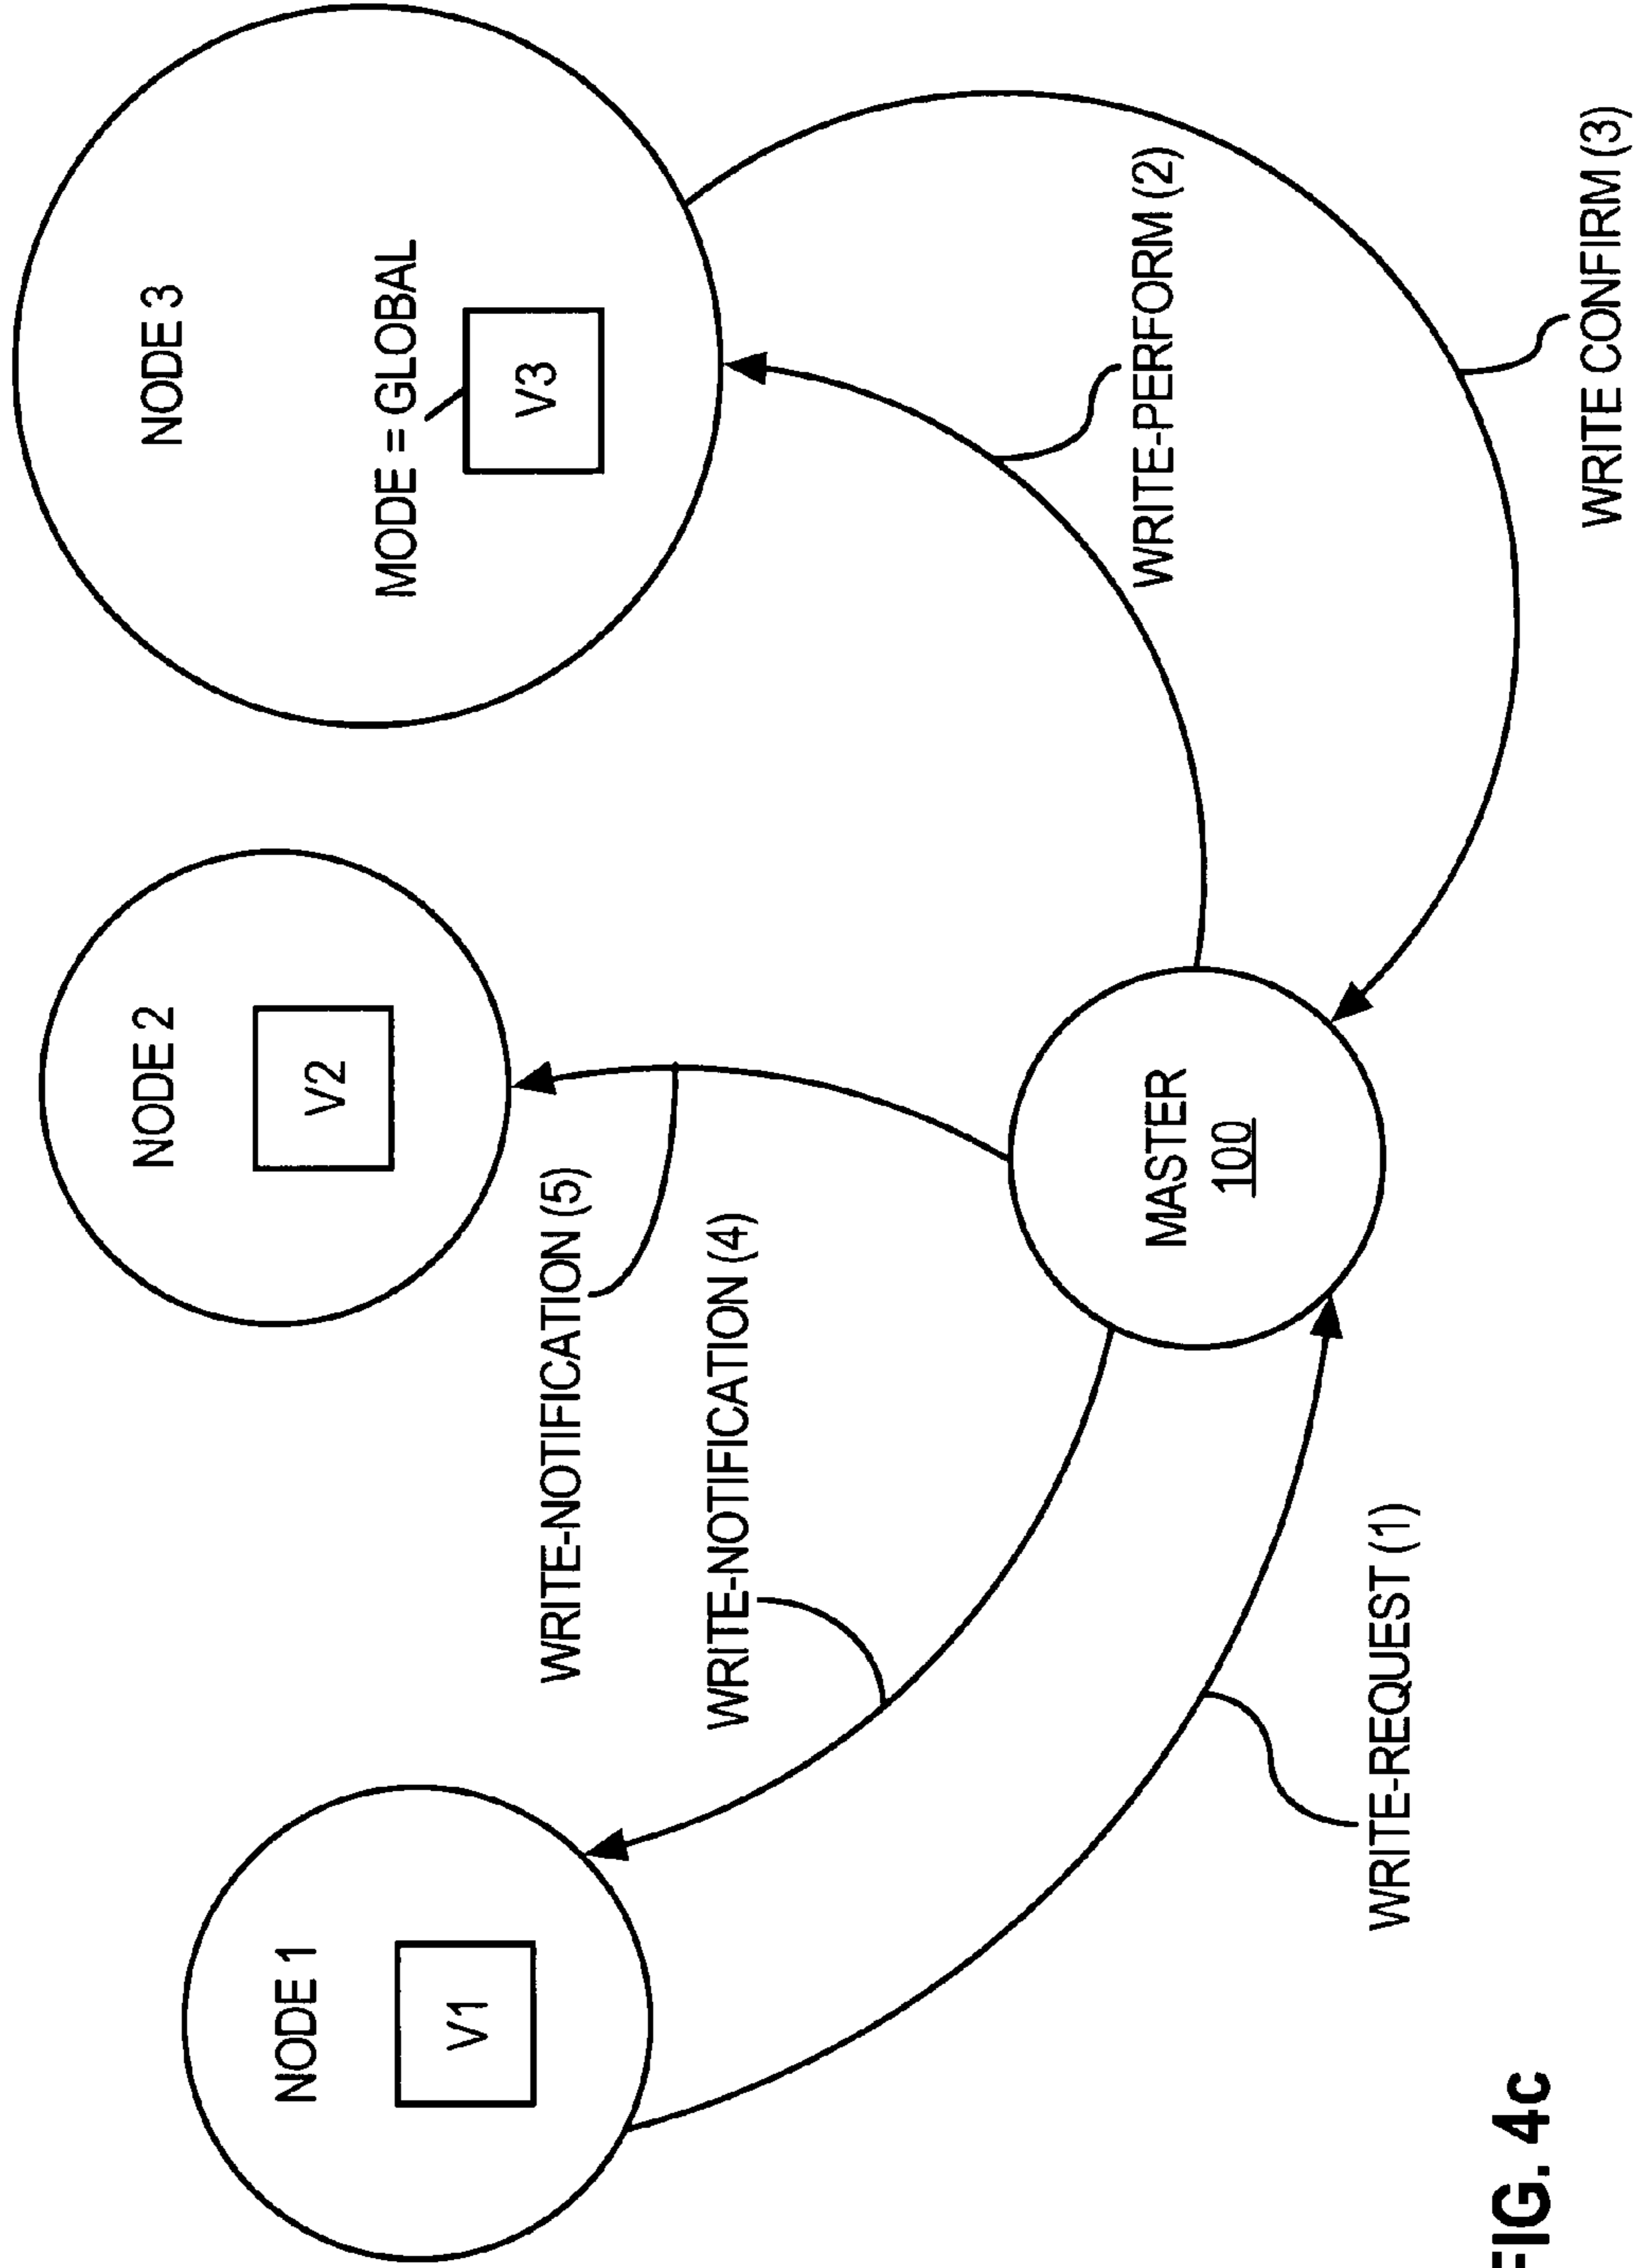 NODE 1
V1
NODE 2
V2
NODE 3
MODE = GLOBAL
V3
WRITE-NOTIFICATION (5)
WRITE-NOTIFICATION (4)
MASTER
100
WRITE-PERFORM (2)
WRITE-REQUEST (1)
WRITE CONFIRM (3)
FIG. 4c